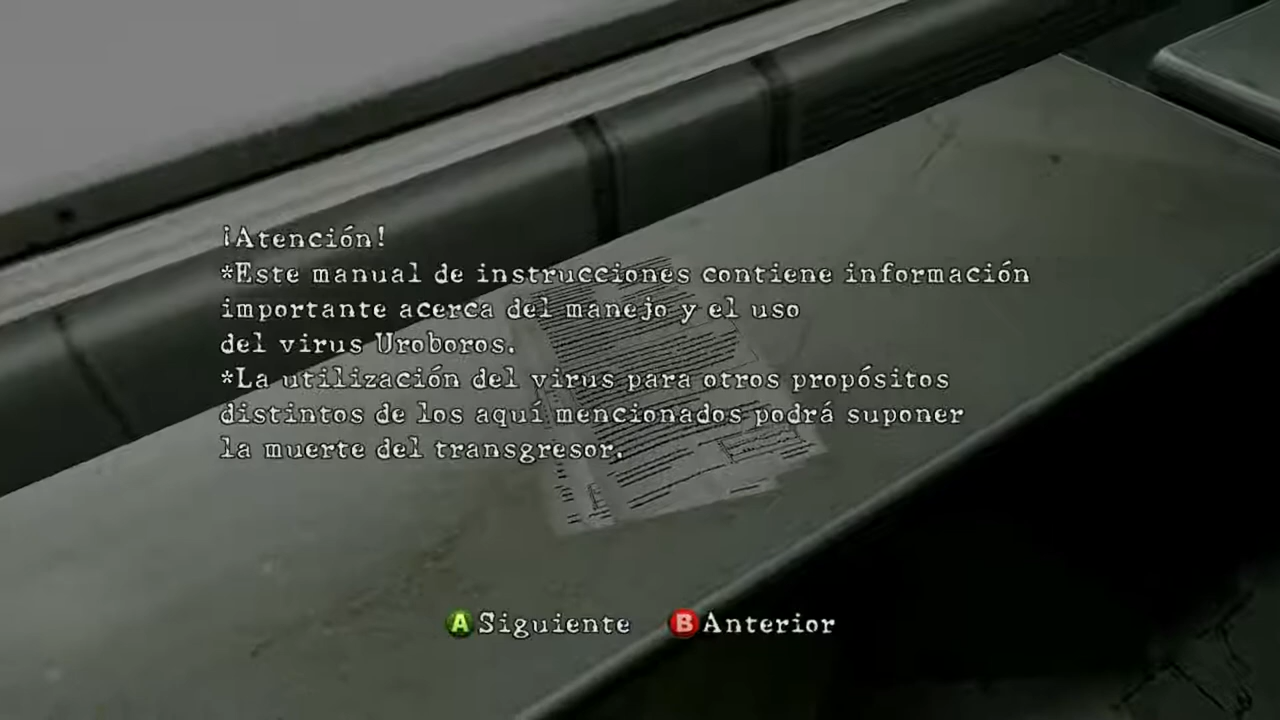 ¡Atención!
*Este manual de instrucciones contiene información
importante acerca del manejo y el uso
del virus Uroboros.
*La utilización del virus para otros propósitos
distintos de los aquí mencionados podrá suponer
la muerte del transgresor.
A Siguiente B Anterior